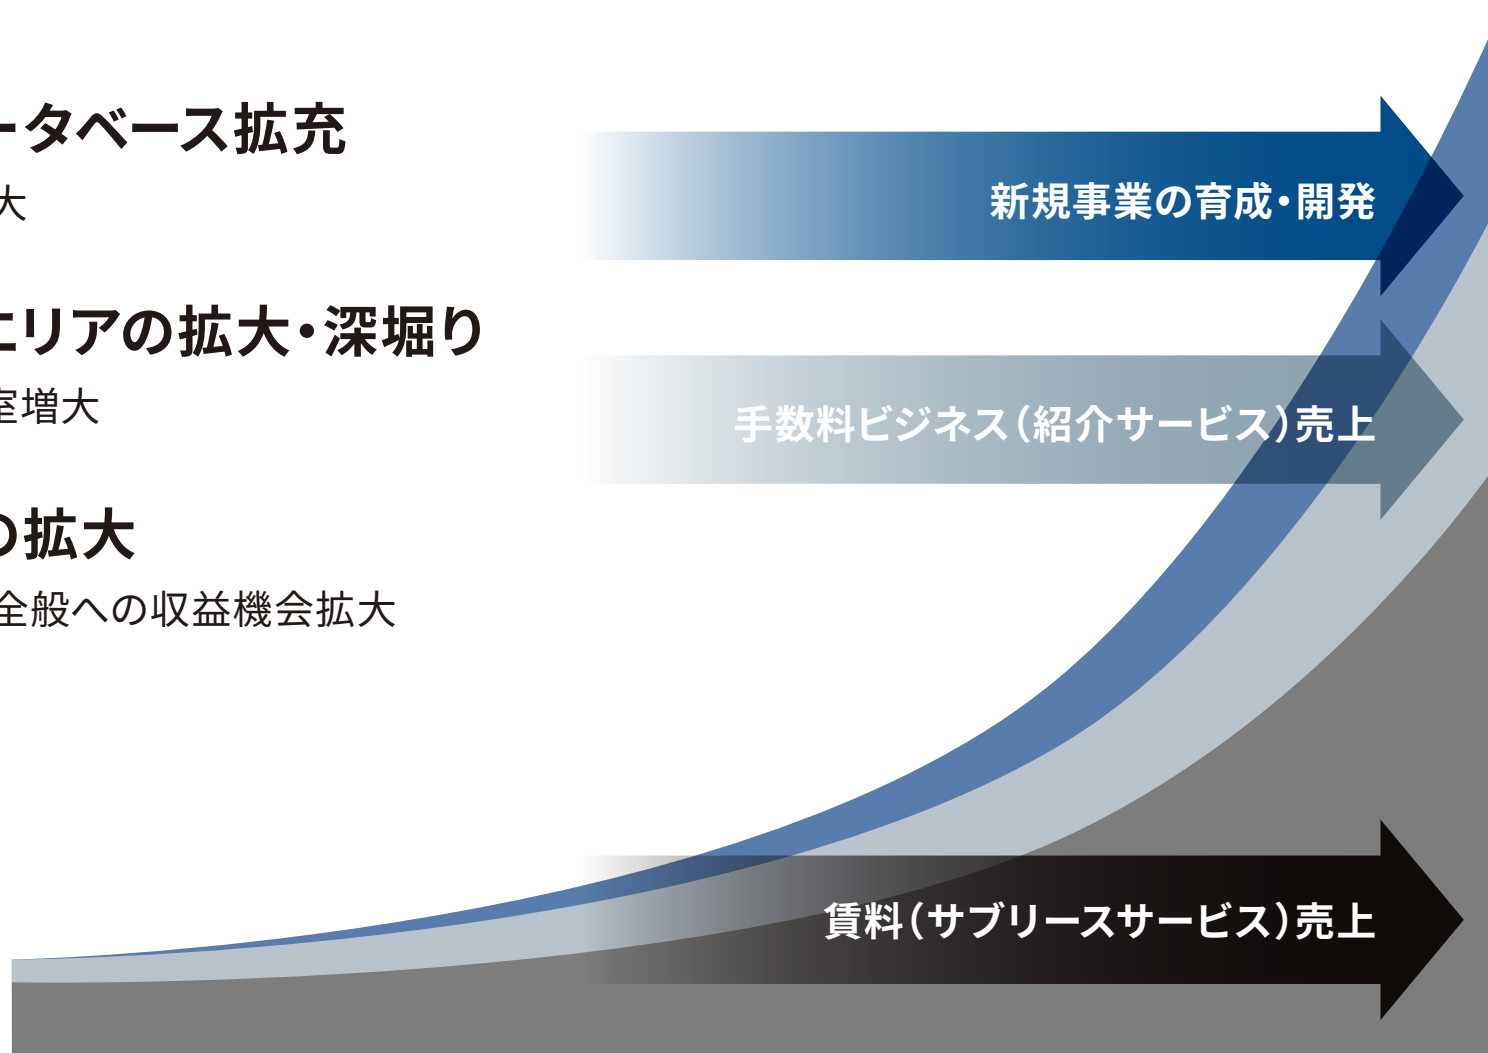 ータベース拡充
大
新規事業の育成・開発
エリアの拡大・深堀り
室増大
手数料ビジネス（紹介サービス）売上
の拡大
全般への収益機会拡大
賃料（サブリースサービス）売上